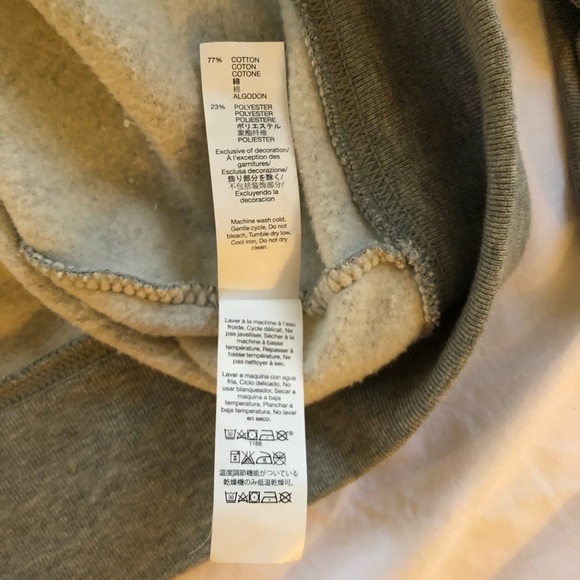 77% COTTON
COTON
COTONE
綿
棉
ALGODON
23% POLYESTER
POLYESTER
POLIESTERE
ポリエステル
聚酯纤维
POLIESTER
Exclusive of decoration/
À l'exception des
garnitures/
Esclusa decorazione/
飾り部分を除く/
不包括装饰部分/
Excluyendo la
decoracion
Machine wash cold,
Gentle cycle, Do not
bleach, Tumble dry low,
Cool iron, Do not dry
clean.
Laver à la machine à l'eau
froide, Cycle délicat, Ne
pas javelliser, Sécher à la
machine à basse
température, Repasser à
basse température, Ne
pas nettoyer à sec.
Lavar a maquina con agua
fria, Ciclo delicado, No
usar blanqueador, Secar a
maquina a baja
temperatura, Planchar a
baja temperatura, No lavar
en seco.
1166
温度調節機能がついている
乾燥機のみ低温乾燥可。